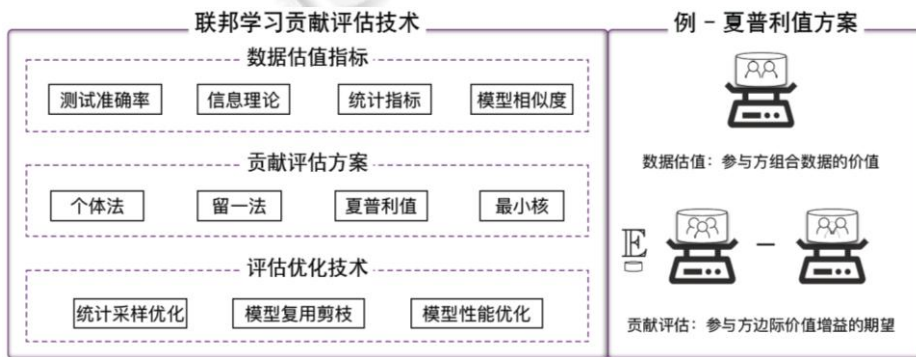 联邦学习贡献评估技术
数据估值指标
测试准确率 信息理论 统计指标 模型相似度
贡献评估方案
个体法 留一法 夏普利值 最小核
评估优化技术
统计采样优化 模型复用剪枝 模型性能优化
例 - 夏普利值方案
数据估值：参与方组合数据的价值
𝔼 −
贡献评估：参与方边际价值增益的期望